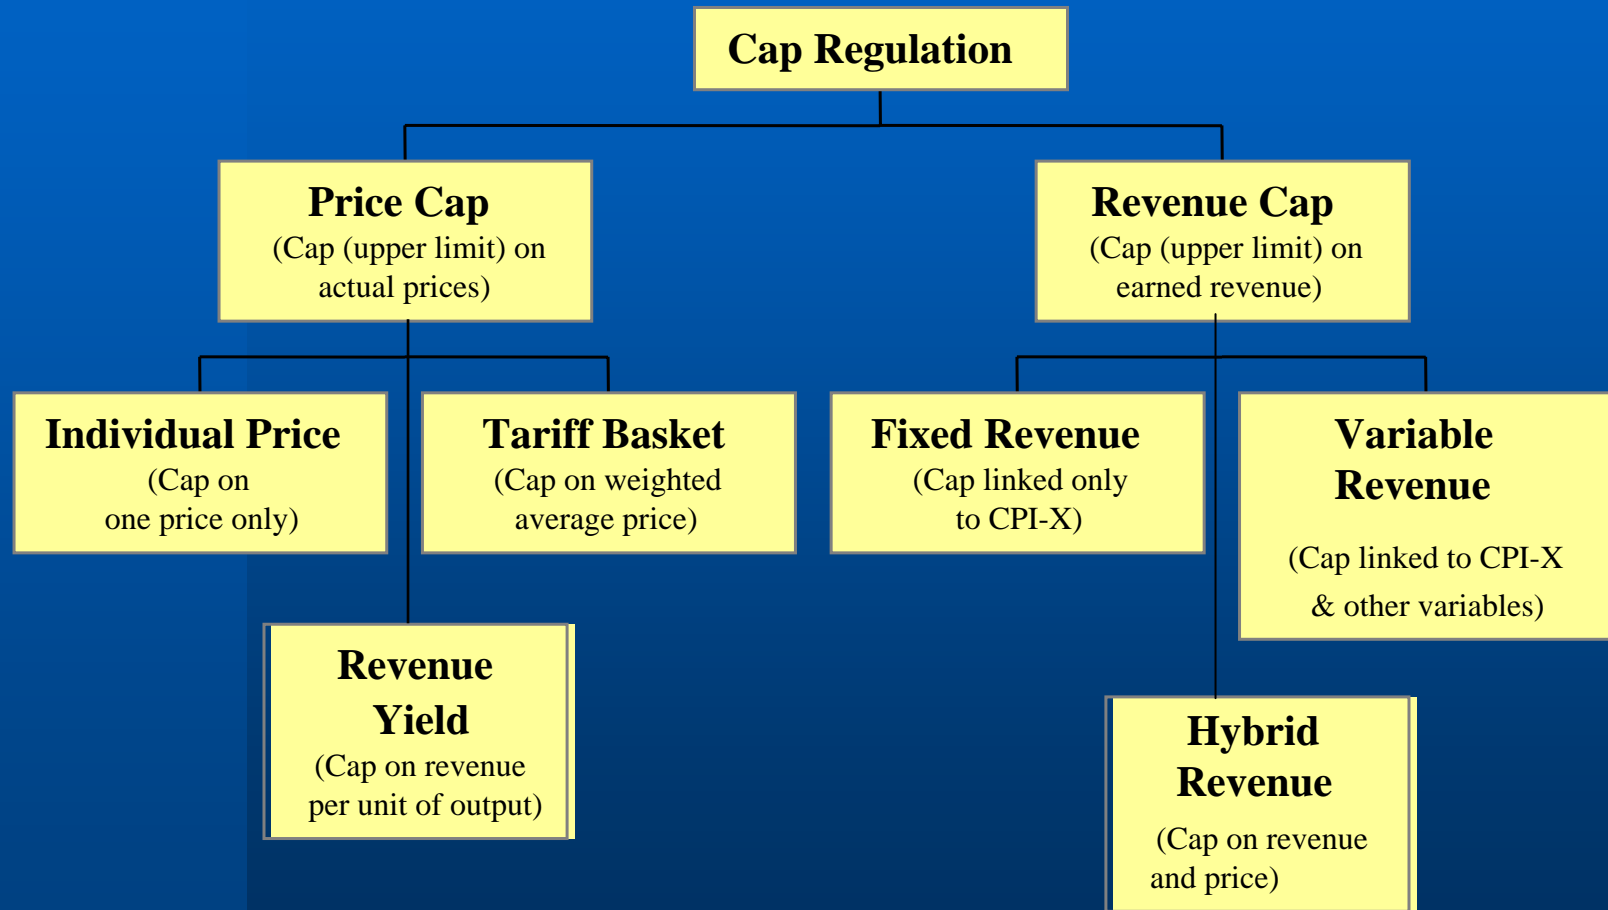 Cap Regulation
Price Cap
(Cap (upper limit) on
actual prices)
Revenue Cap
(Cap (upper limit) on
earned revenue)
Individual Price
(Cap on
one price only)
Tariff Basket
(Cap on weighted
average price)
Fixed Revenue
(Cap linked only
to CPI-X)
Variable
Revenue
(Cap linked to CPI-X
& other variables)
Revenue
Yield
(Cap on revenue
per unit of output)
Hybrid
Revenue
(Cap on revenue
and price)